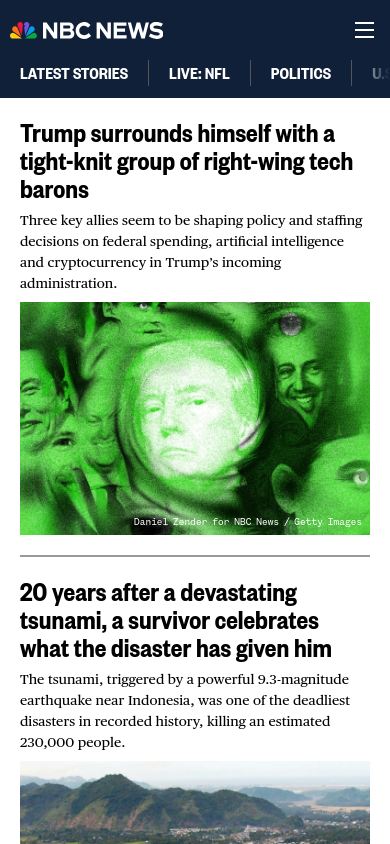 NBC NEWS
LATEST STORIES LIVE: NFL POLITICS
Trump surrounds himself with a
tight-knit group of right-wing tech
barons
Three key allies seem to be shaping policy and staffing
decisions on federal spending, artificial intelligence
and cryptocurrency in Trump’s incoming
administration.
Daniel Zender for NBC News / Getty Images
20 years after a devastating
tsunami, a survivor celebrates
what the disaster has given him
The tsunami, triggered by a powerful 9.3-magnitude
earthquake near Indonesia, was one of the deadliest
disasters in recorded history, killing an estimated
230,000 people.